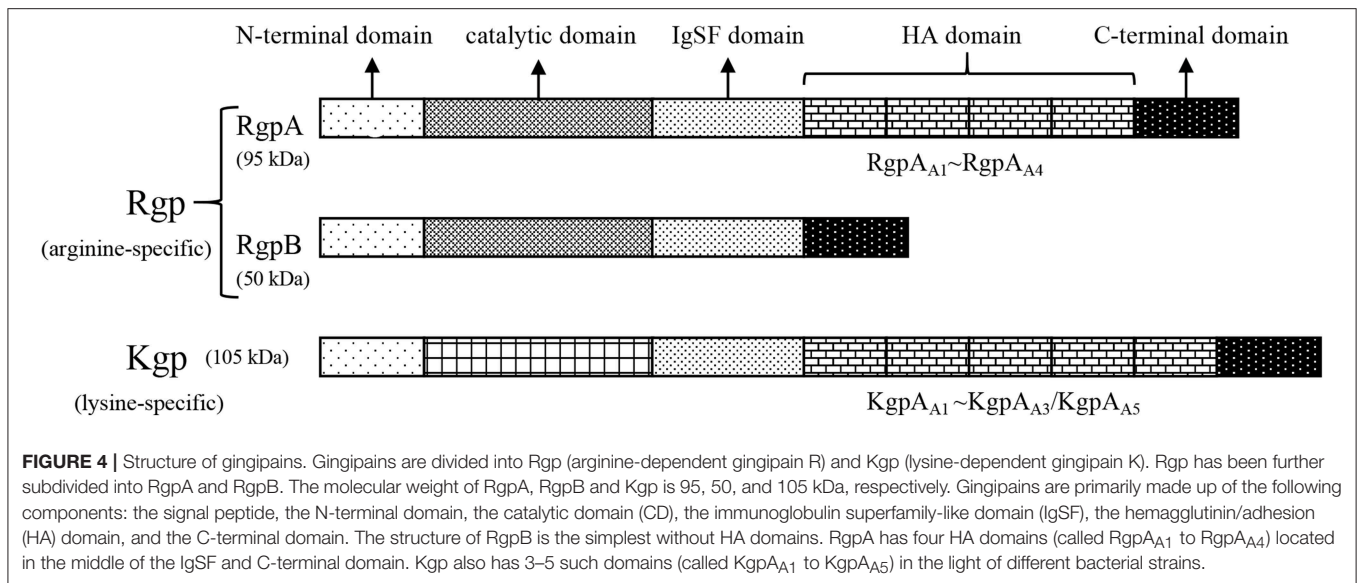 N-terminal domain catalytic domain IgSF domain HA domain C-terminal domain
RgpA
(95 kDa)
RgpA_A1~RgpA_A4
Rgp
(arginine-specific)
RgpB
(50 kDa)
Kgp (105 kDa)
(lysine-specific)
KgpA_A1~KgpA_A3/KgpA_A5
FIGURE 4 | Structure of gingipains. Gingipains are divided into Rgp (arginine-dependent gingipain R) and Kgp (lysine-dependent gingipain K). Rgp has been further
subdivided into RgpA and RgpB. The molecular weight of RgpA, RgpB and Kgp is 95, 50, and 105 kDa, respectively. Gingipains are primarily made up of the following
components: the signal peptide, the N-terminal domain, the catalytic domain (CD), the immunoglobulin superfamily-like domain (IgSF), the hemagglutinin/adhesion
(HA) domain, and the C-terminal domain. The structure of RgpB is the simplest without HA domains. RgpA has four HA domains (called RgpA_A1 to RgpA_A4) located
in the middle of the IgSF and C-terminal domain. Kgp also has 3–5 such domains (called KgpA_A1 to KgpA_A5) in the light of different bacterial strains.